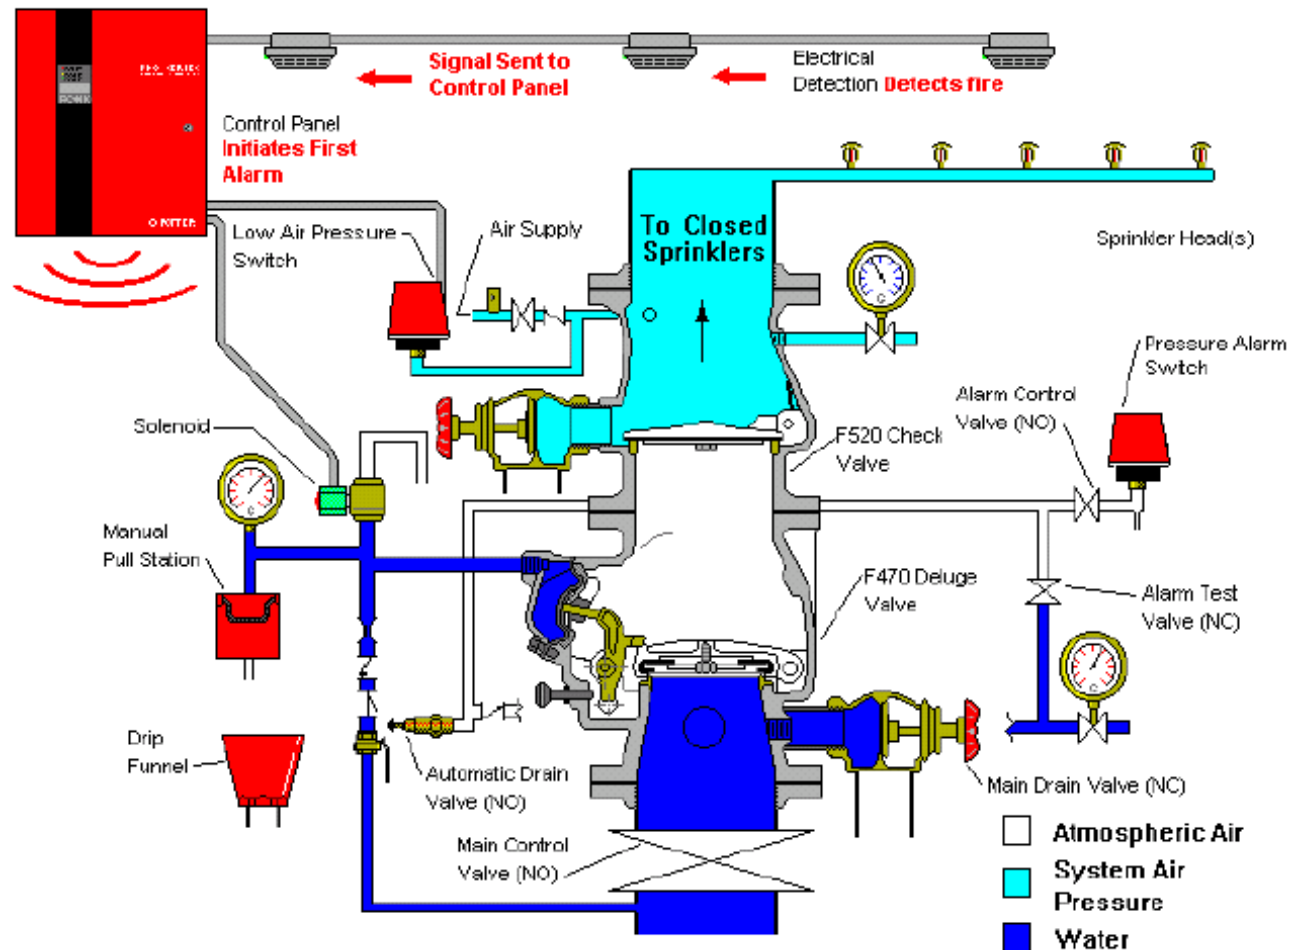 Signal Sent to
Control Panel
Electrical
Detection Detects fire
Control Panel
Initiates First
Alarm
Low Air Pressure
Switch
Air Supply
To Closed
Sprinklers
Sprinkler Head(s)
Pressure Alarm
Switch
Alarm Control
Valve (NO)
Solenoid
F520 Check
Valve
Manual
Pull Station
F470 Deluge
Valve
Alarm Test
Valve (NC)
Drip
Funnel
Automatic Drain
Valve (NO)
Main Drain Valve (NC)
Main Control
Valve (NO)
Atmospheric Air
System Air
Pressure
Water